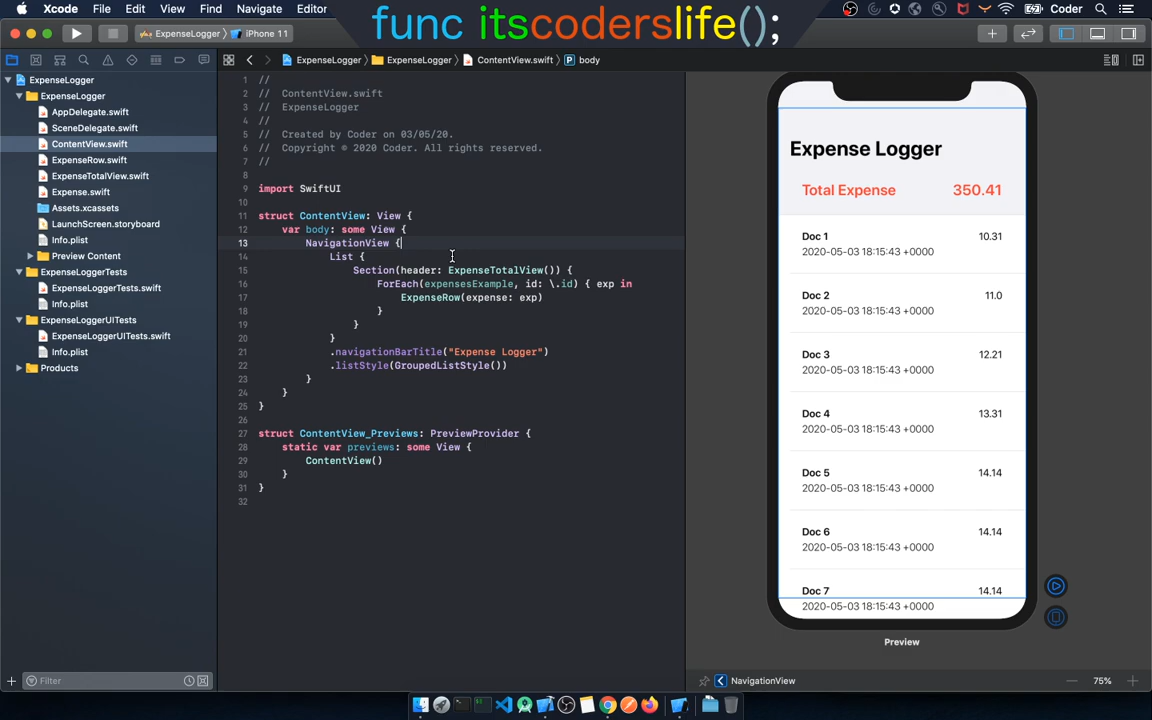 Xcode File Edit View Find Navigate Editor
func itscoderslife();
Coder
ExpenseLogger › iPhone 11
ExpenseLogger › ExpenseLogger › ContentView.swift › P body
ExpenseLogger
ExpenseLogger
AppDelegate.swift
SceneDelegate.swift
ContentView.swift
ExpenseRow.swift
ExpenseTotalView.swift
Expense.swift
Assets.xcassets
LaunchScreen.storyboard
Info.plist
Preview Content
ExpenseLoggerTests
ExpenseLoggerTests.swift
Info.plist
ExpenseLoggerUITests
ExpenseLoggerUITests.swift
Info.plist
Products
Filter
1 //
2 // ContentView.swift
3 // ExpenseLogger
4 //
5 // Created by Coder on 03/05/20.
6 // Copyright © 2020 Coder. All rights reserved.
7 //
8
9 import SwiftUI
10
11 struct ContentView: View {
12 var body: some View {
13 NavigationView {
14 List {
15 Section(header: ExpenseTotalView()) {
16 ForEach(expensesExample, id: \.id) { exp in
17 ExpenseRow(expense: exp)
18 }
19 }
20 }
21 .navigationBarTitle("Expense Logger")
22 .listStyle(GroupedListStyle())
23 }
24 }
25 }
26
27 struct ContentView_Previews: PreviewProvider {
28 static var previews: some View {
29 ContentView()
30 }
31 }
32
Expense Logger
Total Expense 350.41
Doc 1 10.31
2020-05-03 18:15:43 +0000
Doc 2 11.0
2020-05-03 18:15:43 +0000
Doc 3 12.21
2020-05-03 18:15:43 +0000
Doc 4 13.31
2020-05-03 18:15:43 +0000
Doc 5 14.14
2020-05-03 18:15:43 +0000
Doc 6 14.14
2020-05-03 18:15:43 +0000
Doc 7 14.14
2020-05-03 18:15:43 +0000
Preview
NavigationView
75%